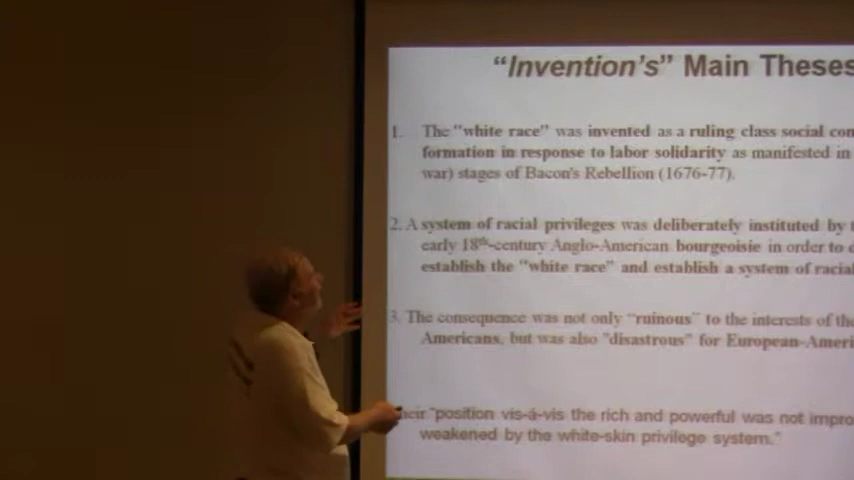 “Invention's” Main Theses
1. The "white race" was invented as a ruling class social
formation in response to labor solidarity as manifested in
war) stages of Bacon's Rebellion (1676-77).
2. A system of racial privileges was deliberately instituted by
early 18th-century Anglo-American bourgeoisie in order to
establish the "white race" and establish a system of racial
3. The consequence was not only "ruinous" to the interests of
Americans, but was also "disastrous" for European-
"position vis-á-vis the rich and powerful was not
weakened by the white-skin privilege system."